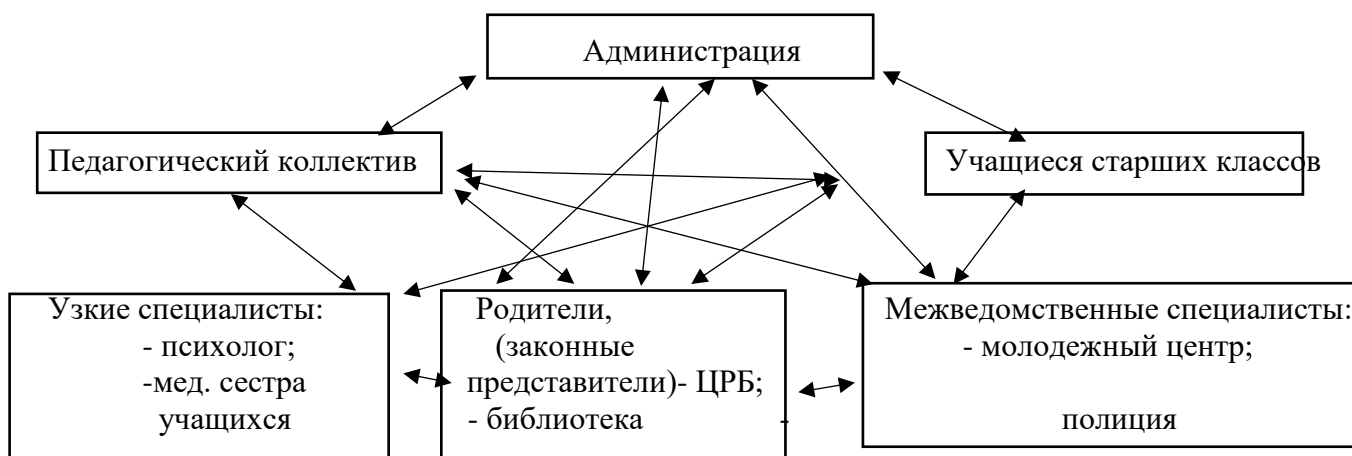 Администрация
Педагогический коллектив
Учащиеся старших классов
Узкие специалисты:
- психолог;
-мед. сестра
учащихся
Родители,
(законные
представители)- ЦРБ;
- библиотека -
Межведомственные специалисты:
- молодежный центр;
полиция